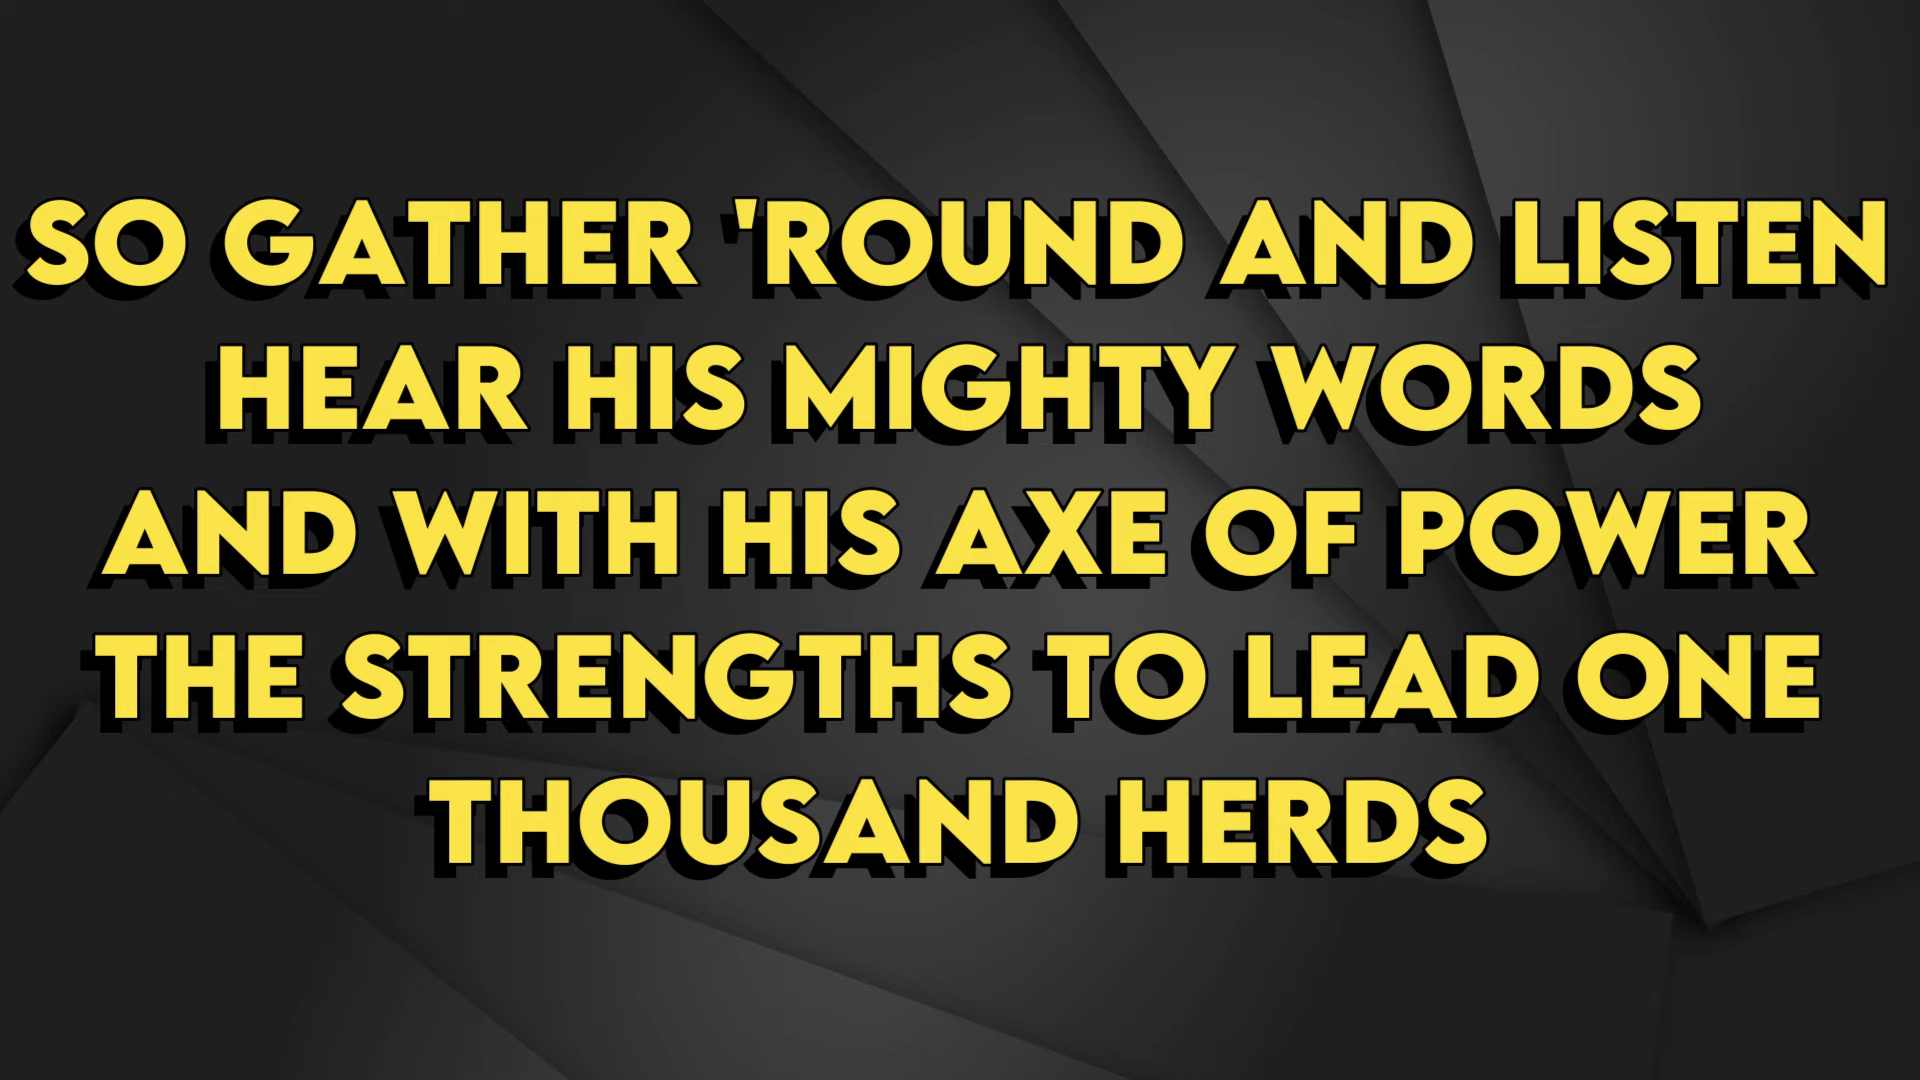 SO GATHER 'ROUND AND LISTEN
HEAR HIS MIGHTY WORDS
AND WITH HIS AXE OF POWER
THE STRENGTHS TO LEAD ONE
THOUSAND HERDS